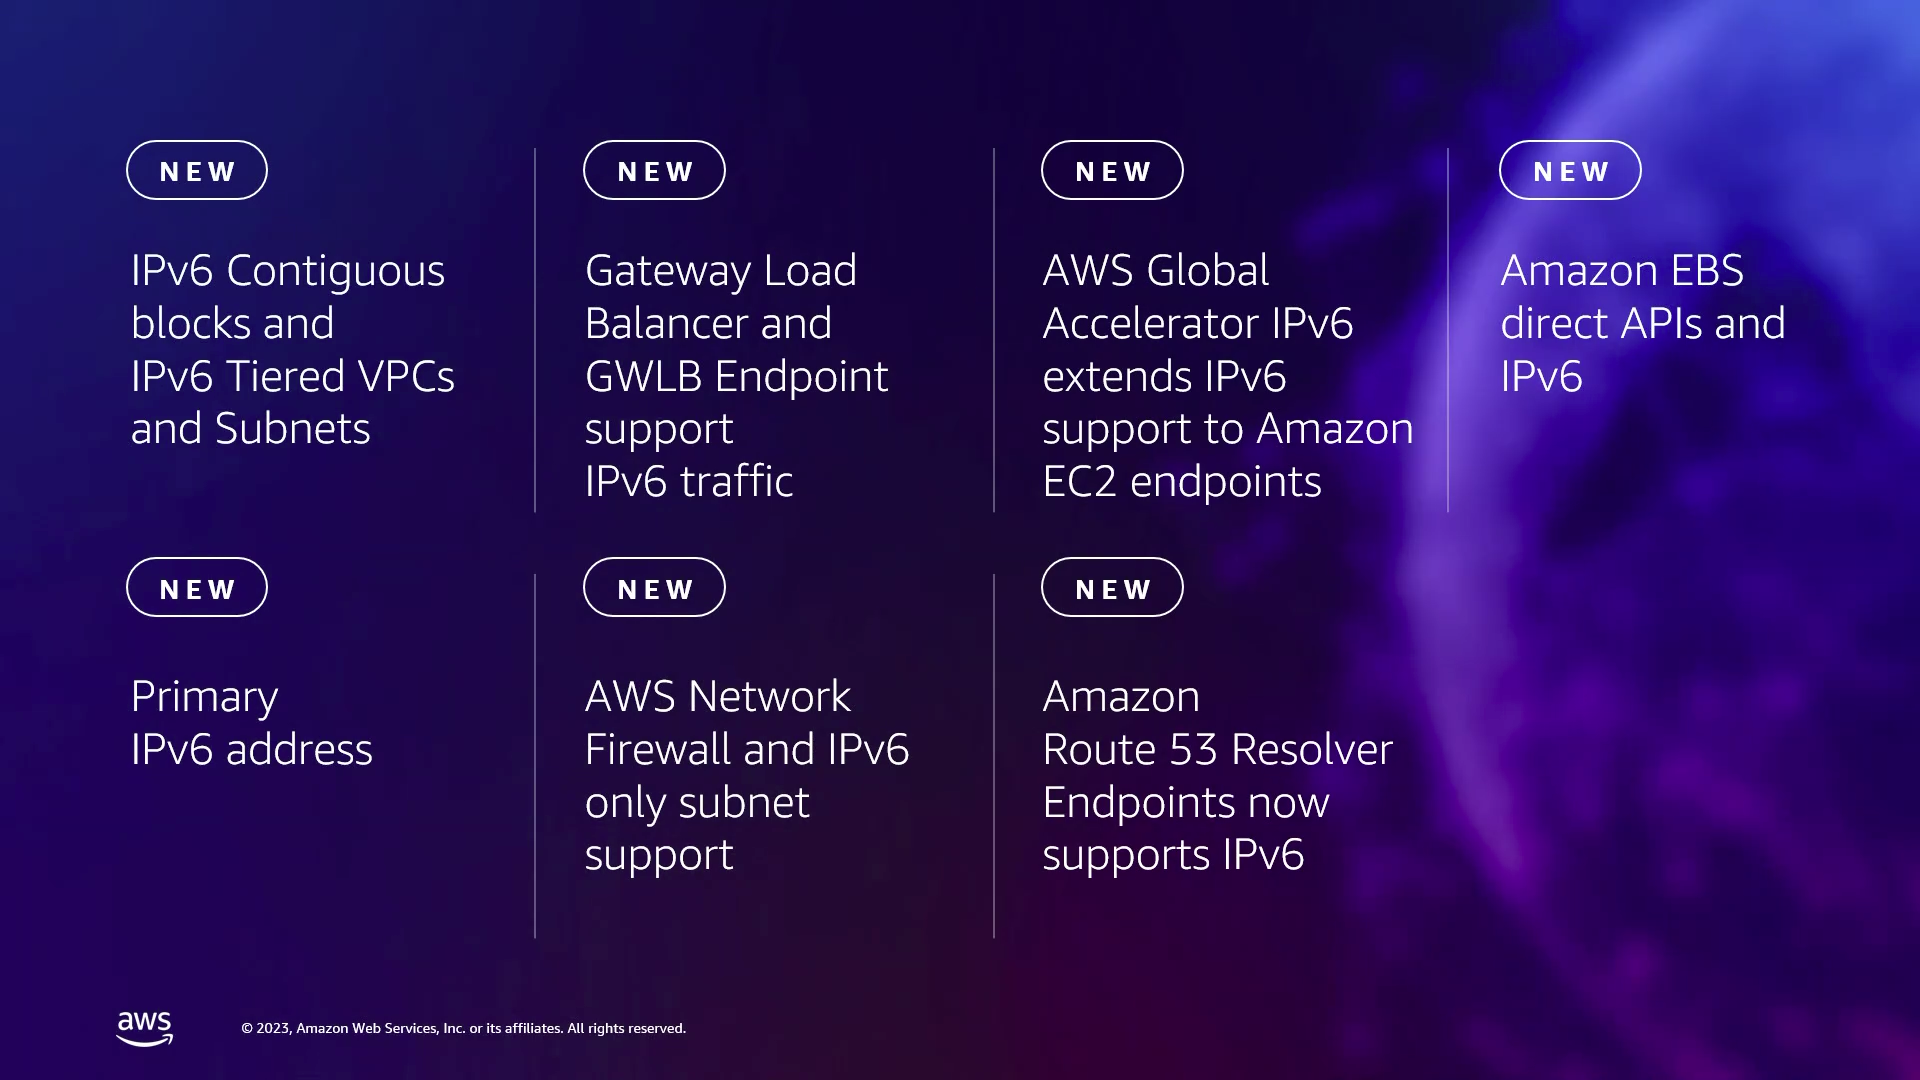 NEW
IPv6 Contiguous
blocks and
IPv6 Tiered VPCs
and Subnets
NEW
Gateway Load
Balancer and
GWLB Endpoint
support
IPv6 traffic
NEW
AWS Global
Accelerator IPv6
extends IPv6
support to Amazon
EC2 endpoints
NEW
Amazon EBS
direct APIs and
IPv6
NEW
Primary
IPv6 address
NEW
AWS Network
Firewall and IPv6
only subnet
support
NEW
Amazon
Route 53 Resolver
Endpoints now
supports IPv6
aws
© 2023, Amazon Web Services, Inc. or its affiliates. All rights reserved.